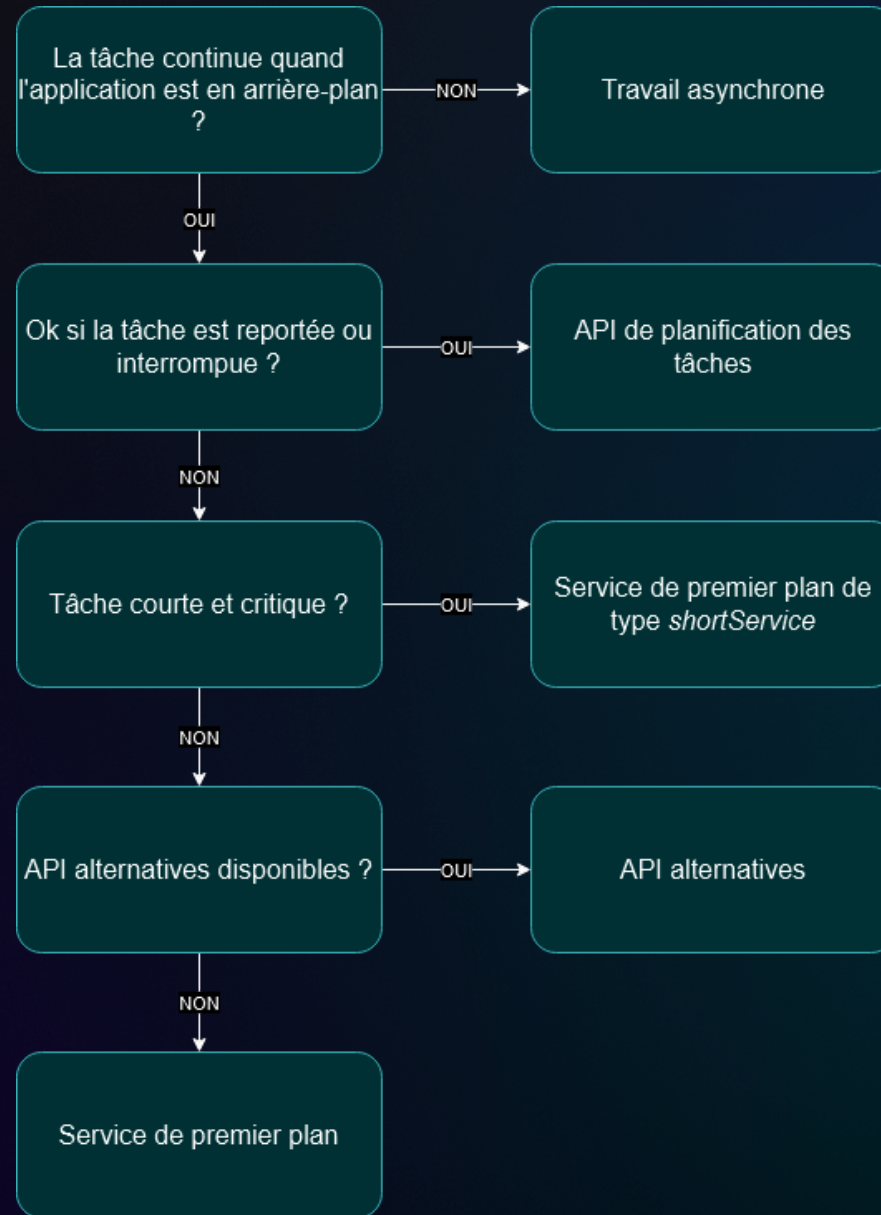 La tâche continue quand
l'application est en arrière-plan
?
NON
Travail asynchrone
OUI
Ok si la tâche est reportée ou
interrompue ?
OUI
API de planification des
tâches
NON
Tâche courte et critique ?
OUI
Service de premier plan de
type shortService
NON
API alternatives disponibles ?
OUI
API alternatives
NON
Service de premier plan